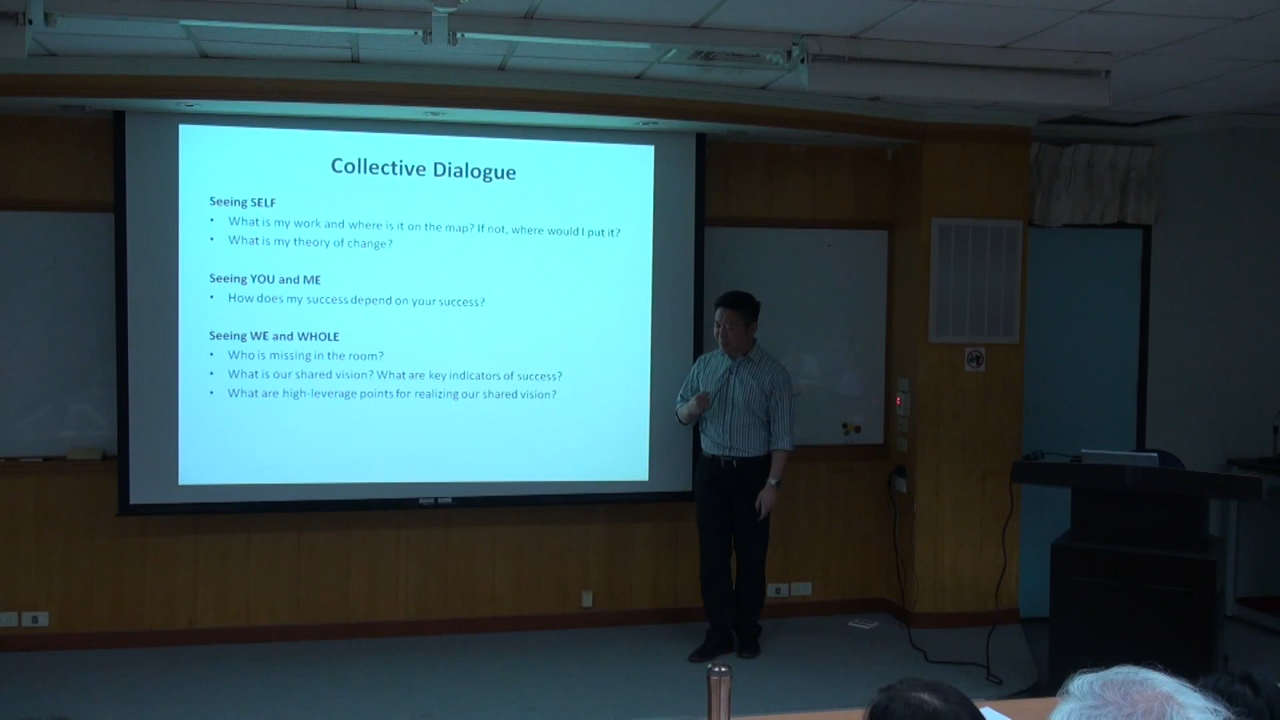 Collective Dialogue
Seeing SELF
• What is my work and where is it on the map? If not, where would I put it?
• What is my theory of change?
Seeing YOU and ME
• How does my success depend on your success?
Seeing WE and WHOLE
• Who is missing in the room?
• What is our shared vision? What are key indicators of success?
• What are high-leverage points for realizing our shared vision?